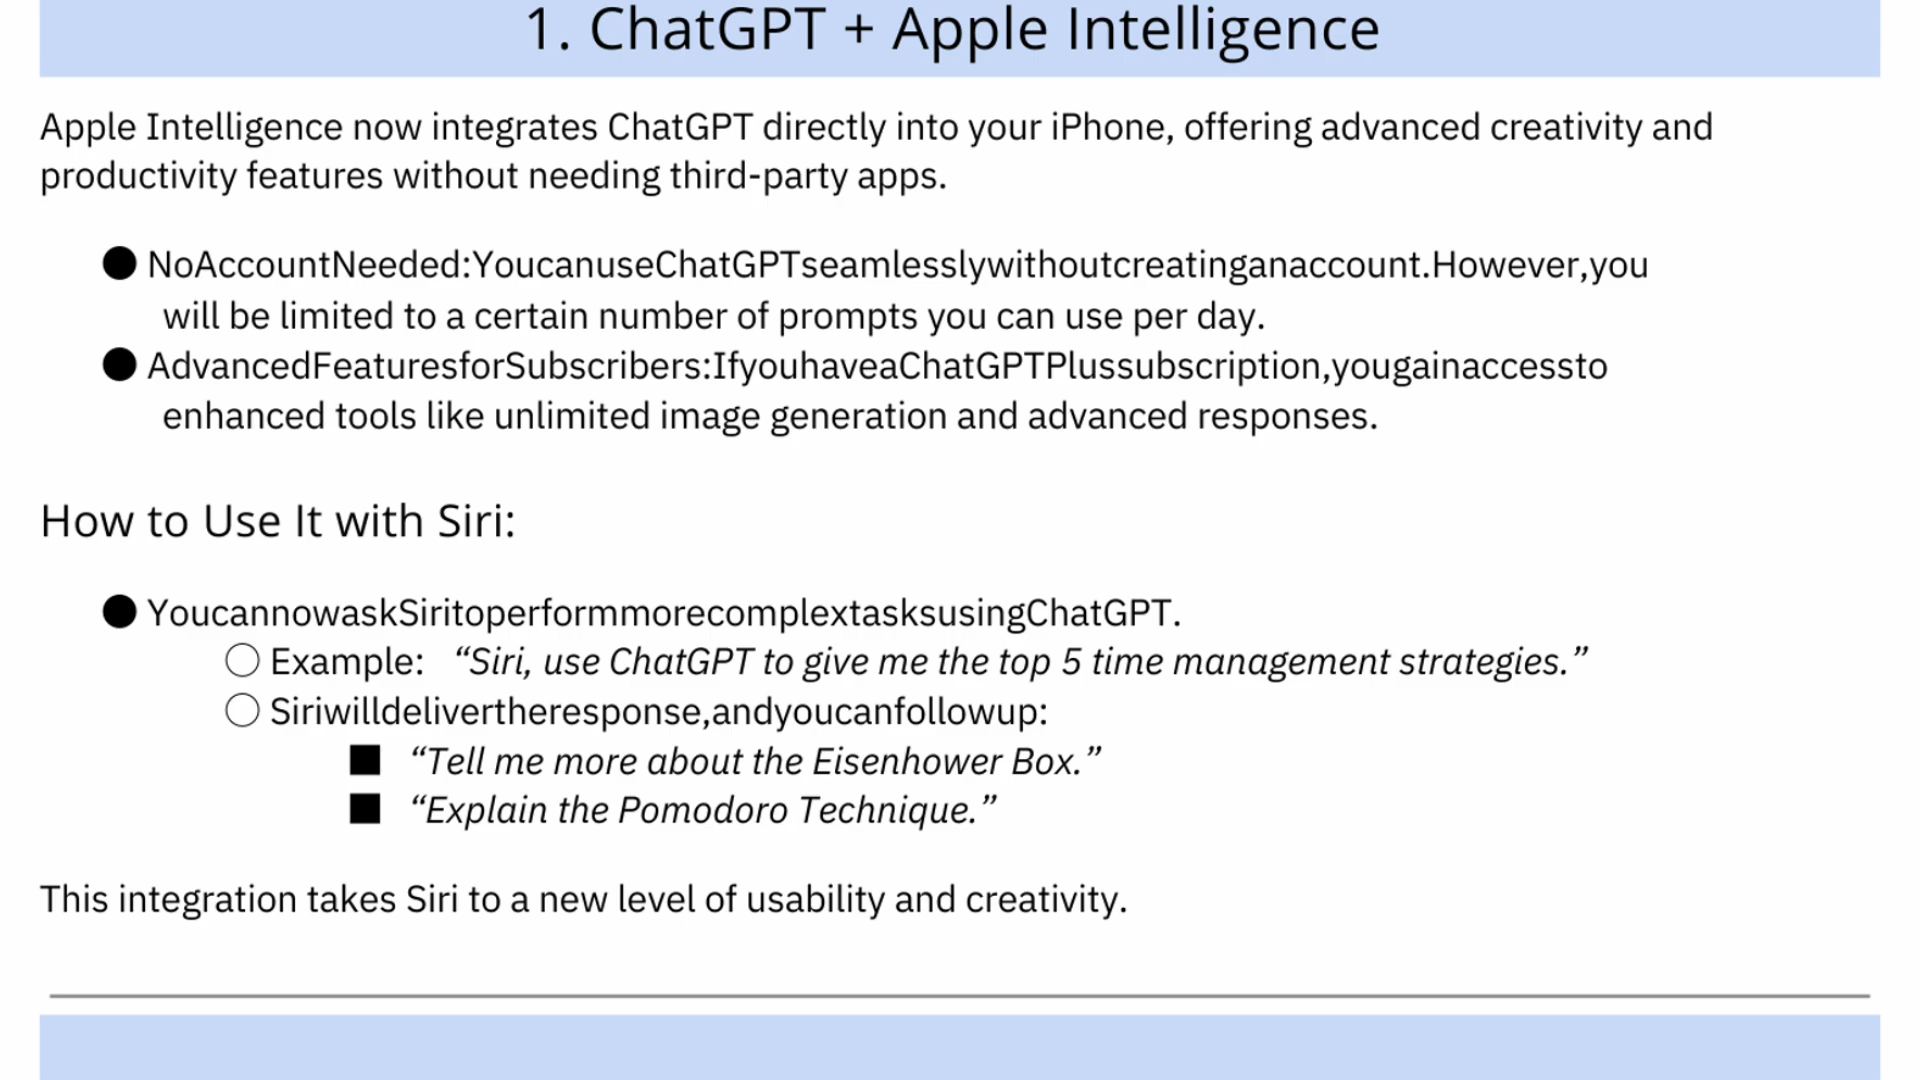 1. ChatGPT + Apple Intelligence
Apple Intelligence now integrates ChatGPT directly into your iPhone, offering advanced creativity and
productivity features without needing third-party apps.
● NoAccountNeeded:YoucanuseChatGPTseamlesslywithoutcreatinganaccount.However,you
will be limited to a certain number of prompts you can use per day.
● AdvancedFeaturesforSubscribers:IfyouhaveaChatGPTPlussubscription,yougainaccessto
enhanced tools like unlimited image generation and advanced responses.
How to Use It with Siri:
● YoucannowaskSiritoperformmorecomplextasksusingChatGPT.
○ Example: “Siri, use ChatGPT to give me the top 5 time management strategies.”
○ Siriwilldelivertheresponse,andyoucanfollowup:
■ “Tell me more about the Eisenhower Box.”
■ “Explain the Pomodoro Technique.”
This integration takes Siri to a new level of usability and creativity.